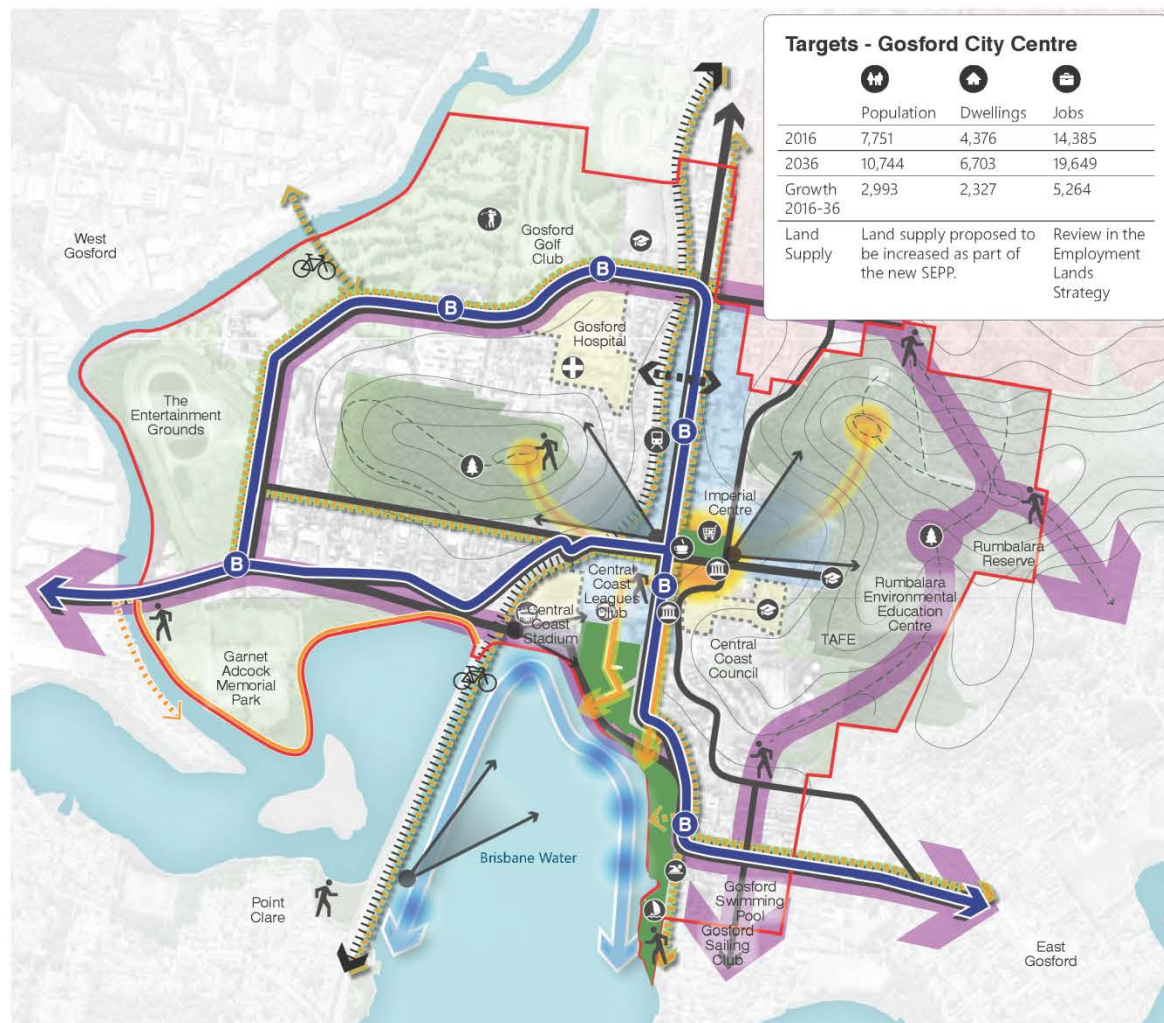 Targets - Gosford City Centre
Population Dwellings Jobs
2016 7,751 4,376 14,385
2036 10,744 6,703 19,649
Growth 2,993 2,327 5,264
2016-36
Land Land supply proposed to Review in the
Supply be increased as part of Employment
the new SEPP. Lands
Strategy
West
Gosford
Gosford
Golf
Club
B
B
Gosford
Hospital
The
Entertainment
Grounds
B
Imperial
Centre
B
Central
Coast
Leagues
Club
B
Rumbalara
Reserve
Rumbalara
Environmental
Education
Centre
Central
Coast
Stadium
TAFE
Central
Coast
Council
Garnet
Adcock
Memorial
Park
B
Brisbane Water
Point
Clare
Gosford
Swimming
Pool
Gosford
Sailing
Club
East
Gosford